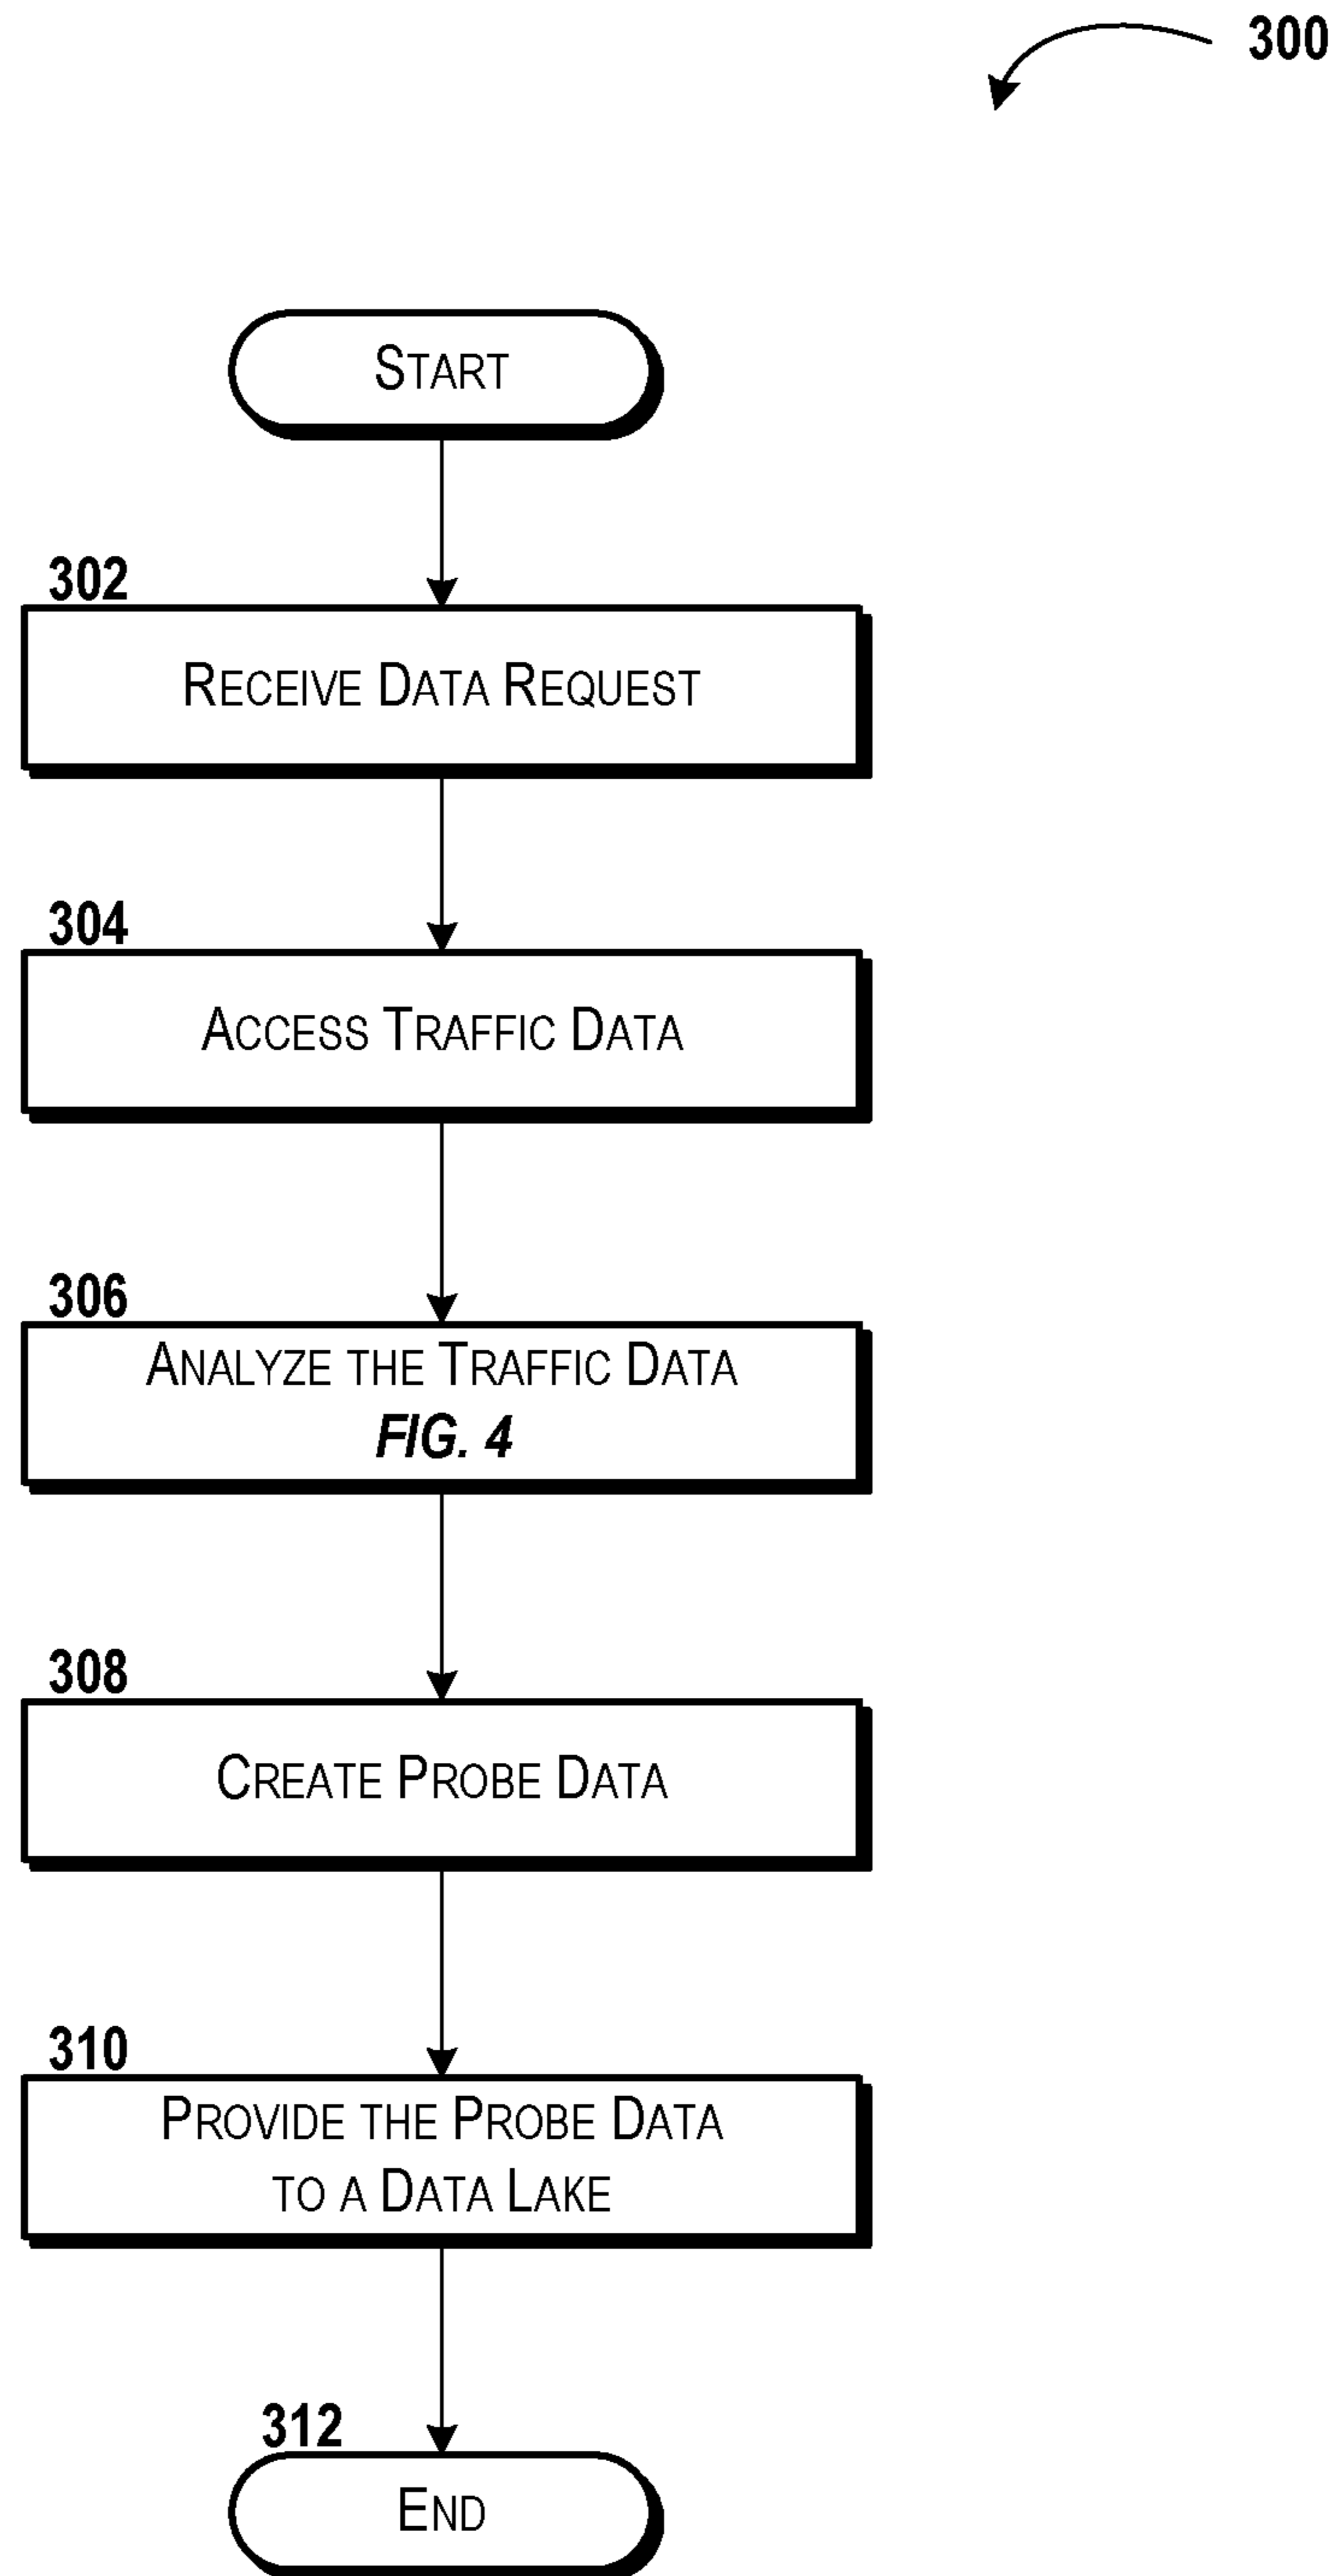 300
START
302
RECEIVE DATA REQUEST
304
ACCESS TRAFFIC DATA
306
ANALYZE THE TRAFFIC DATA
FIG. 4
308
CREATE PROBE DATA
310
PROVIDE THE PROBE DATA
TO A DATA LAKE
312
END